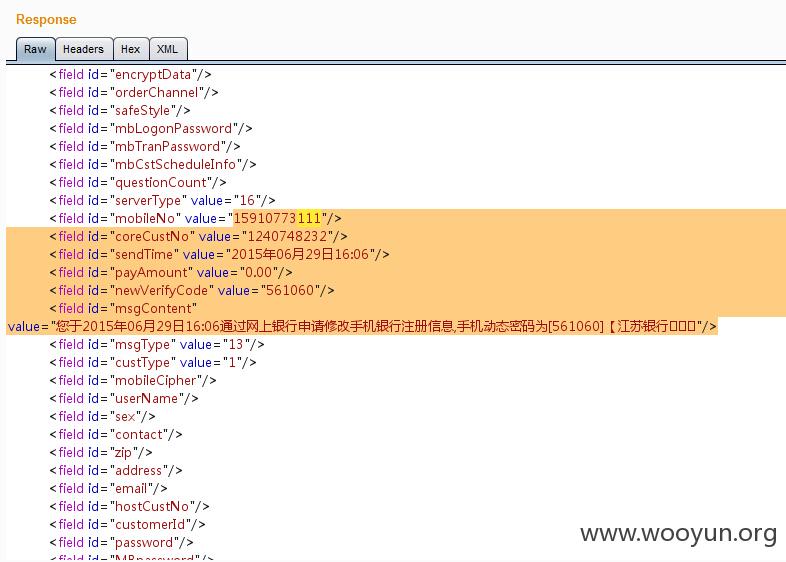 Response
Raw Headers Hex XML
<field id="encryptData"/>
<field id="orderChannel"/>
<field id="safeStyle"/>
<field id="mbLogonPassword"/>
<field id="mbTranPassword"/>
<field id="mbCstScheduleInfo"/>
<field id="questionCount"/>
<field id="serverType" value="16"/>
<field id="mobileNo" value="15910773111"/>
<field id="coreCustNo" value="1240748232"/>
<field id="sendTime" value="2015年06月29日16:06"/>
<field id="payAmount" value="0.00"/>
<field id="newVerifyCode" value="561060"/>
<field id="msgContent"
value="您于2015年06月29日16:06通过网上银行申请修改手机银行注册信息,手机动态密码为[561060]【江苏银行□□□"/>
<field id="msgType" value="13"/>
<field id="custType" value="1"/>
<field id="mobileCipher"/>
<field id="userName"/>
<field id="sex"/>
<field id="contact"/>
<field id="zip"/>
<field id="address"/>
<field id="email"/>
<field id="hostCustNo"/>
<field id="customerId"/>
<field id="password"/>
<field id="MBpassword"/>
www.wooyun.org